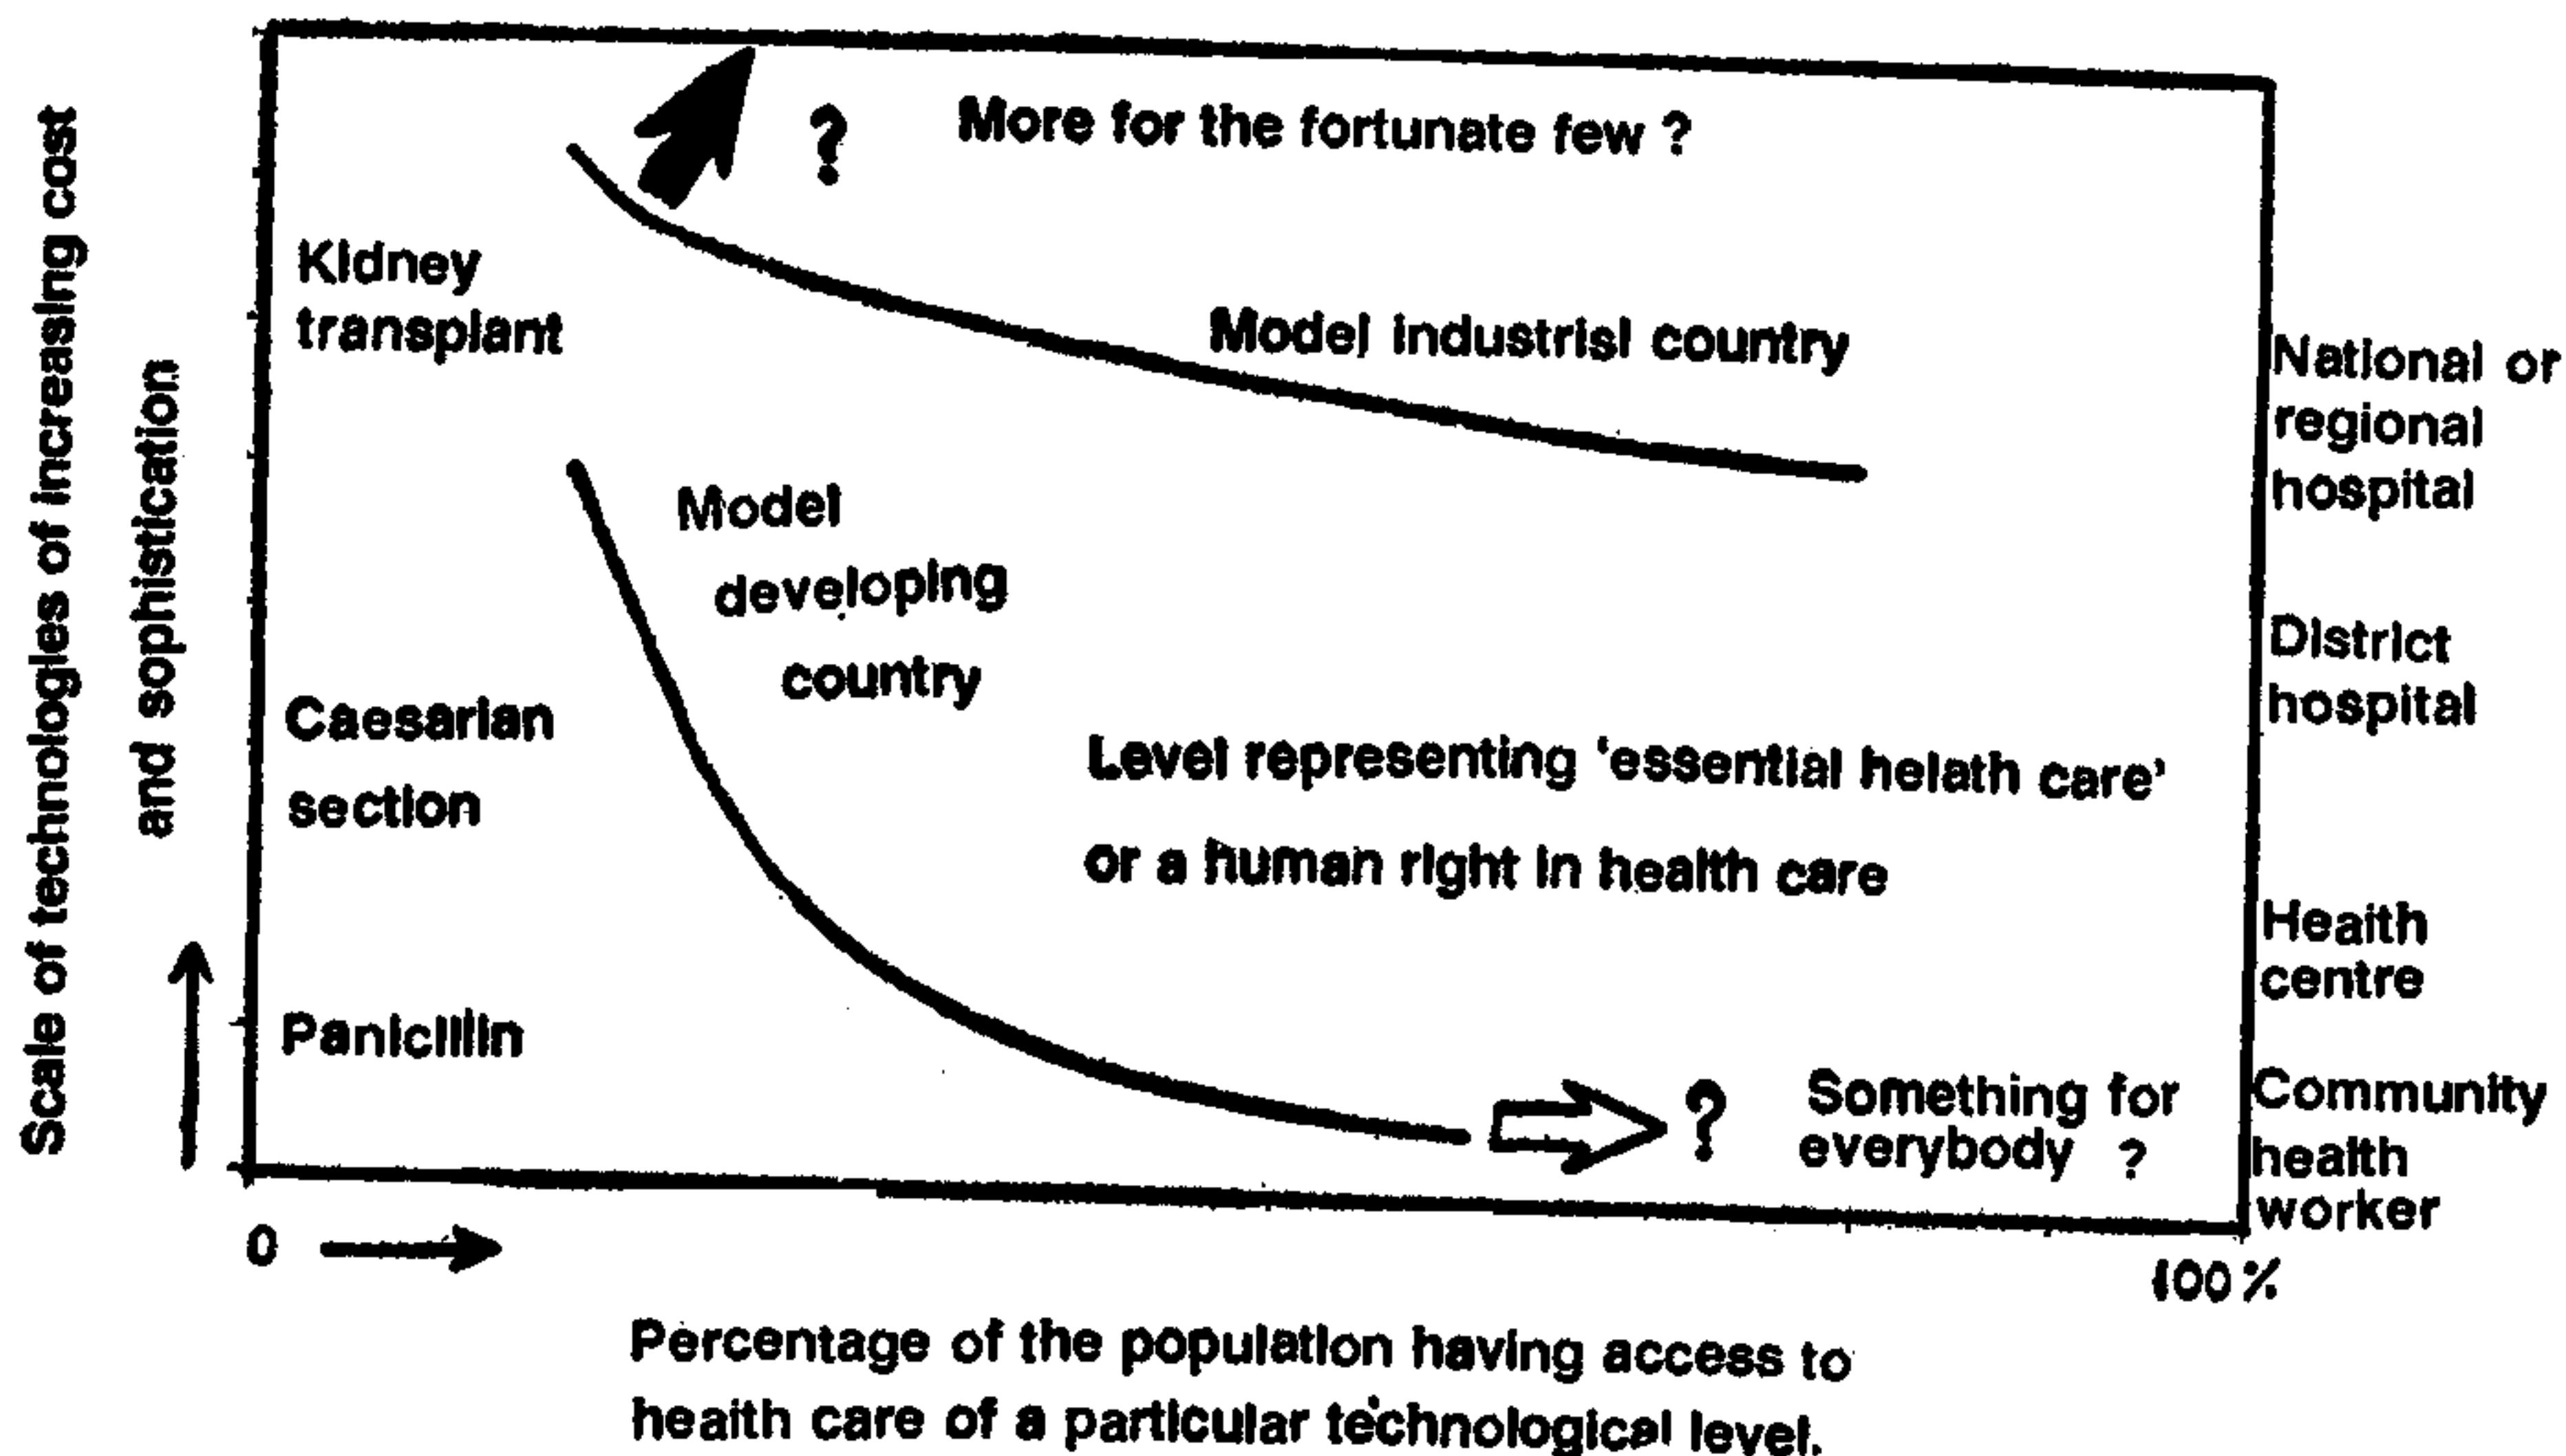 Scale of technologies of increasing cost
and sophistication
? More for the fortunate few ?
Kidney
transplant
Model industrisl country
National or
regional
hospital
Model
developing
country
District
hospital
Caesarian
section
Level representing 'essential helath care'
or a human right in health care
Health
centre
Panicillin
? Something for
everybody ?
Community
health
worker
0
100%
Percentage of the population having access to
health care of a particular technological level.